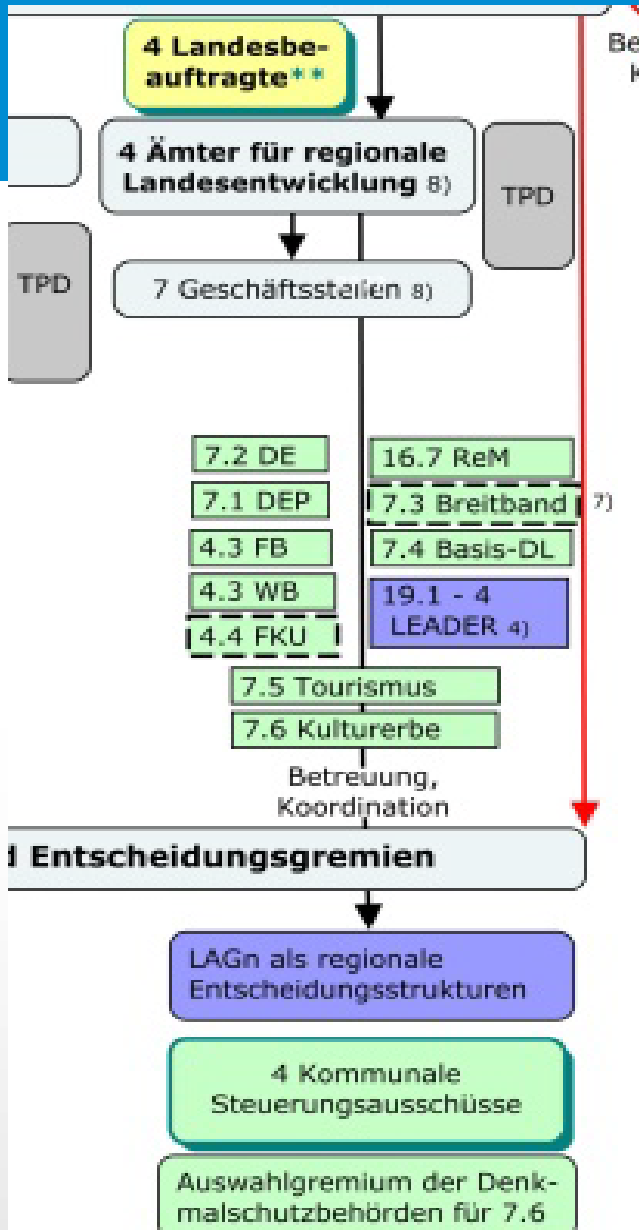 4 Landesbe-
auftragte**
Be
K
4 Ämter für regionale
Landesentwicklung 8)
TPD
TPD
7 Geschäftsstellen 8)
7.2 DE
16.7 ReM
7.1 DEP
7.3 Breitband 7)
4.3 FB
7.4 Basis-DL
4.3 WB
19.1 - 4
LEADER 4)
4.4 FKU
7.5 Tourismus
7.6 Kulturerbe
Betreuung,
Koordination
d Entscheidungsgremien
LAGn als regionale
Entscheidungsstrukturen
4 Kommunale
Steuerungsausschüsse
Auswahlgremium der Denk-
malschutzbehörden für 7.6